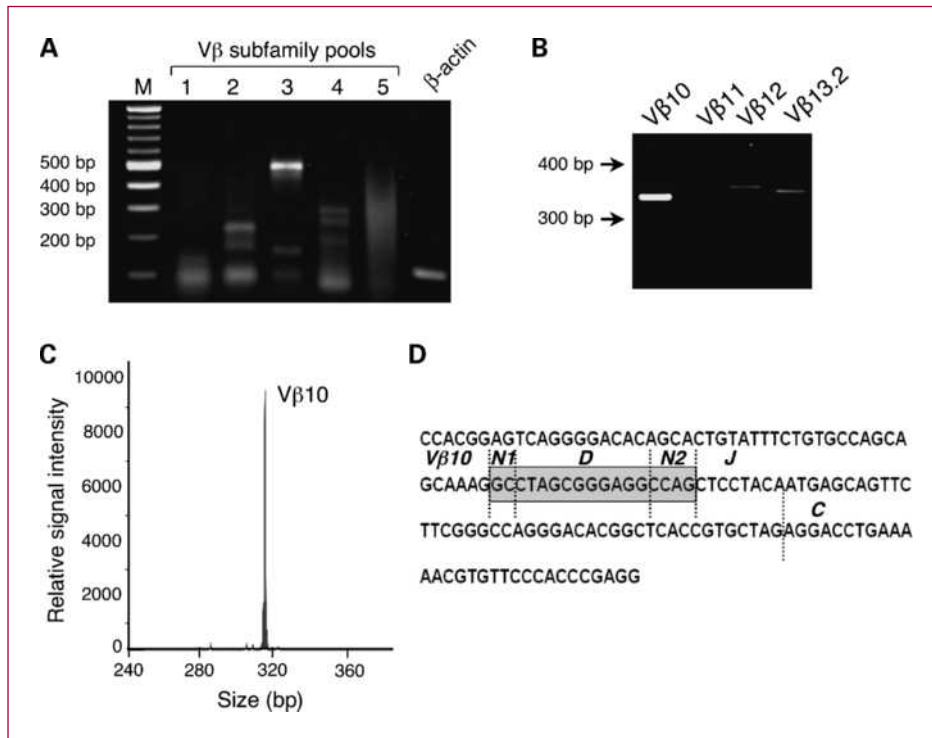 A
Vβ subfamily pools
M 1 2 3 4 5 β-actin
500 bp
400 bp
300 bp
200 bp
B
Vβ10 Vβ11 Vβ12 Vβ13.2
400 bp
300 bp
C
10000
8000
6000
4000
2000
0
Relative signal intensity
Vβ10
240 280 320 360
Size (bp)
D
CCACGGAGTCAGGGGACACAGCACTGTATTTCTGTGCCAGCA
Vβ10 N1 D N2 J
GCAAAGGCCTAGCGGGAGGCCAGCTCCTACAATGAGCAGTTC
C
TTCGGGCCAGGGACACGGCTCACCGTGCTAGAGGACCTGAAA
AACGTGTTCCCACCCGAGG